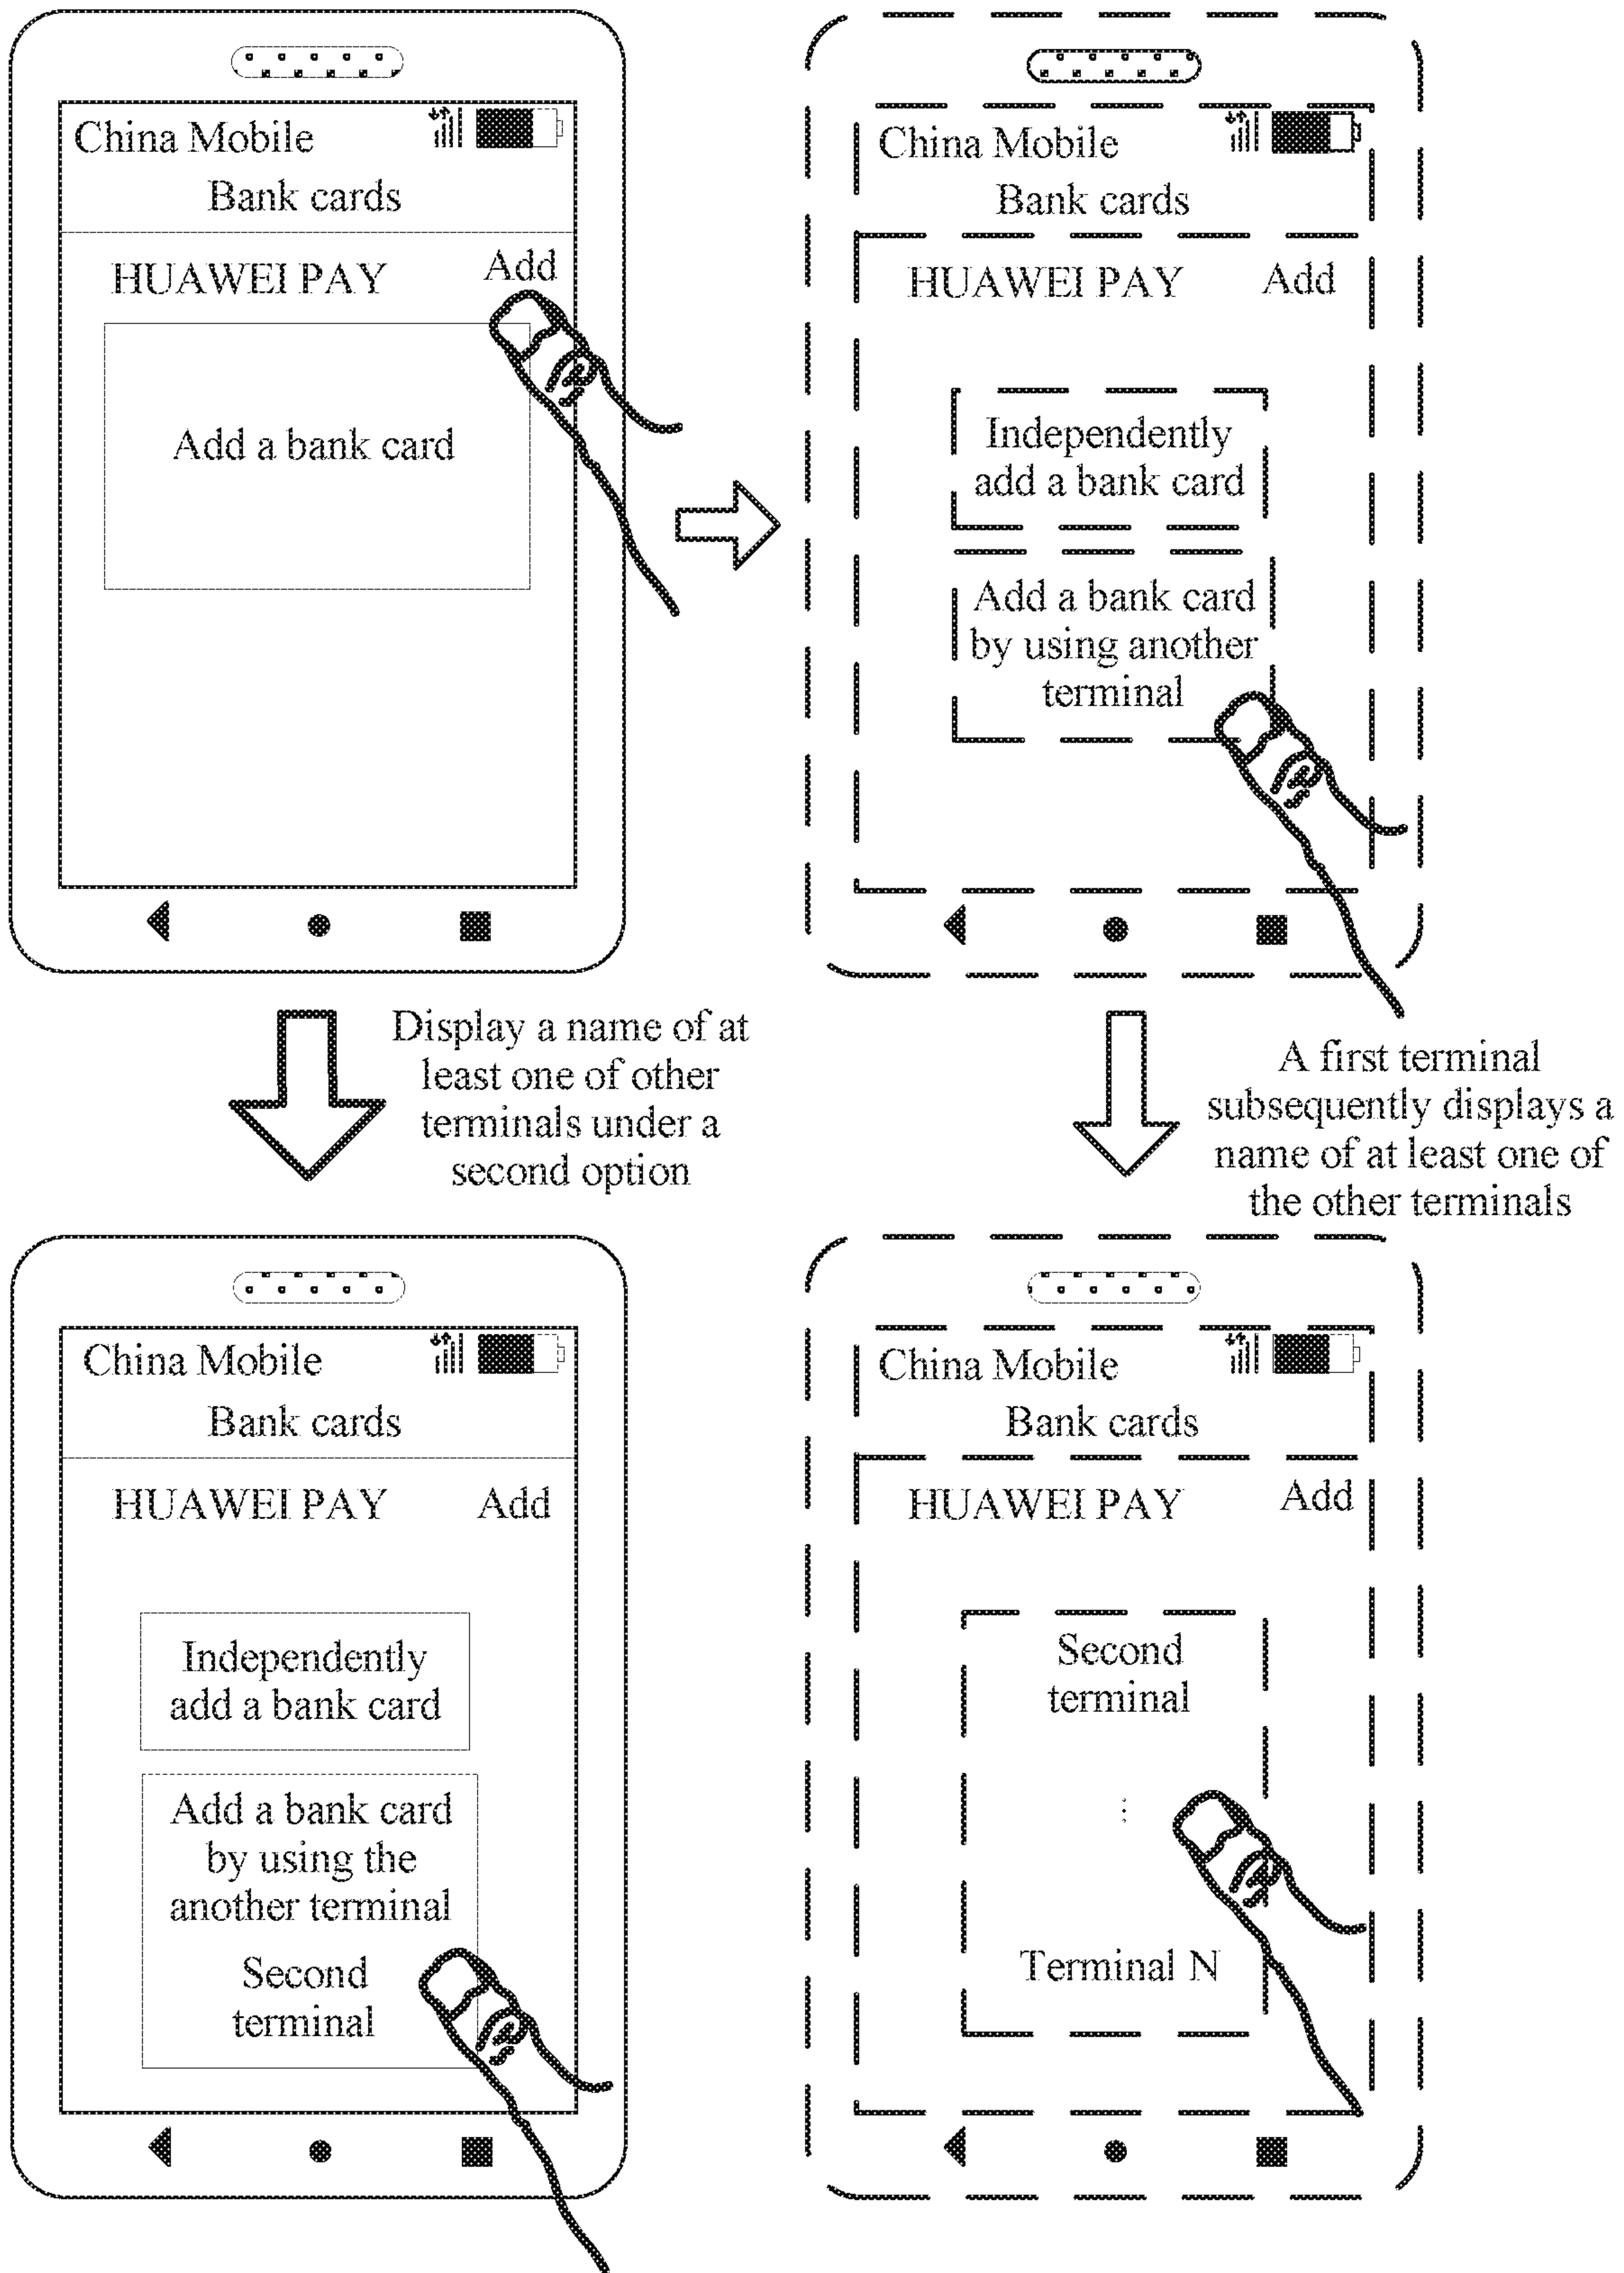 China Mobile
Bank cards
HUAWEI PAY
Add
Add a bank card
China Mobile
Bank cards
HUAWEI PAY
Add
Independently
add a bank card
Add a bank card
by using another
terminal
Display a name of at
least one of other
terminals under a
second option
A first terminal
subsequently displays a
name of at least one of
the other terminals
China Mobile
Bank cards
HUAWEI PAY
Add
Independently
add a bank card
Add a bank card
by using the
another terminal
Second
terminal
China Mobile
Bank cards
HUAWEI PAY
Add
Second
terminal
⋮
Terminal N